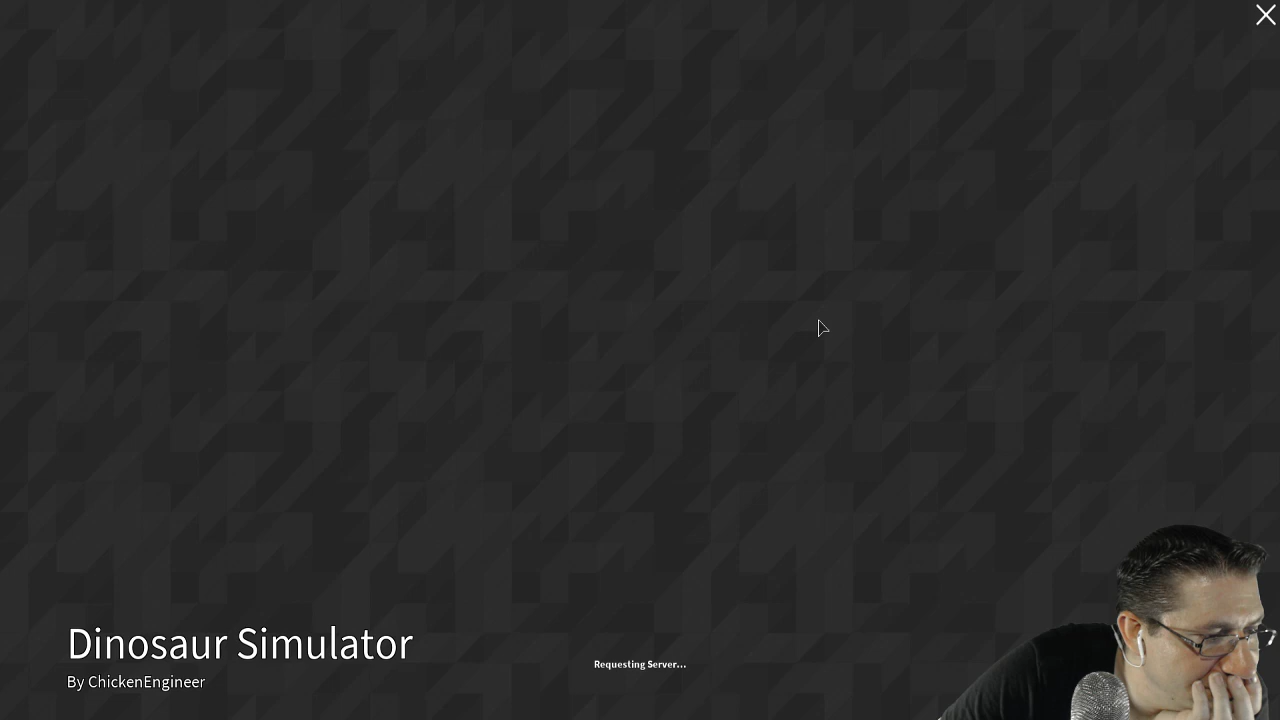 Dinosaur Simulator
By ChickenEngineer
Requesting Server...